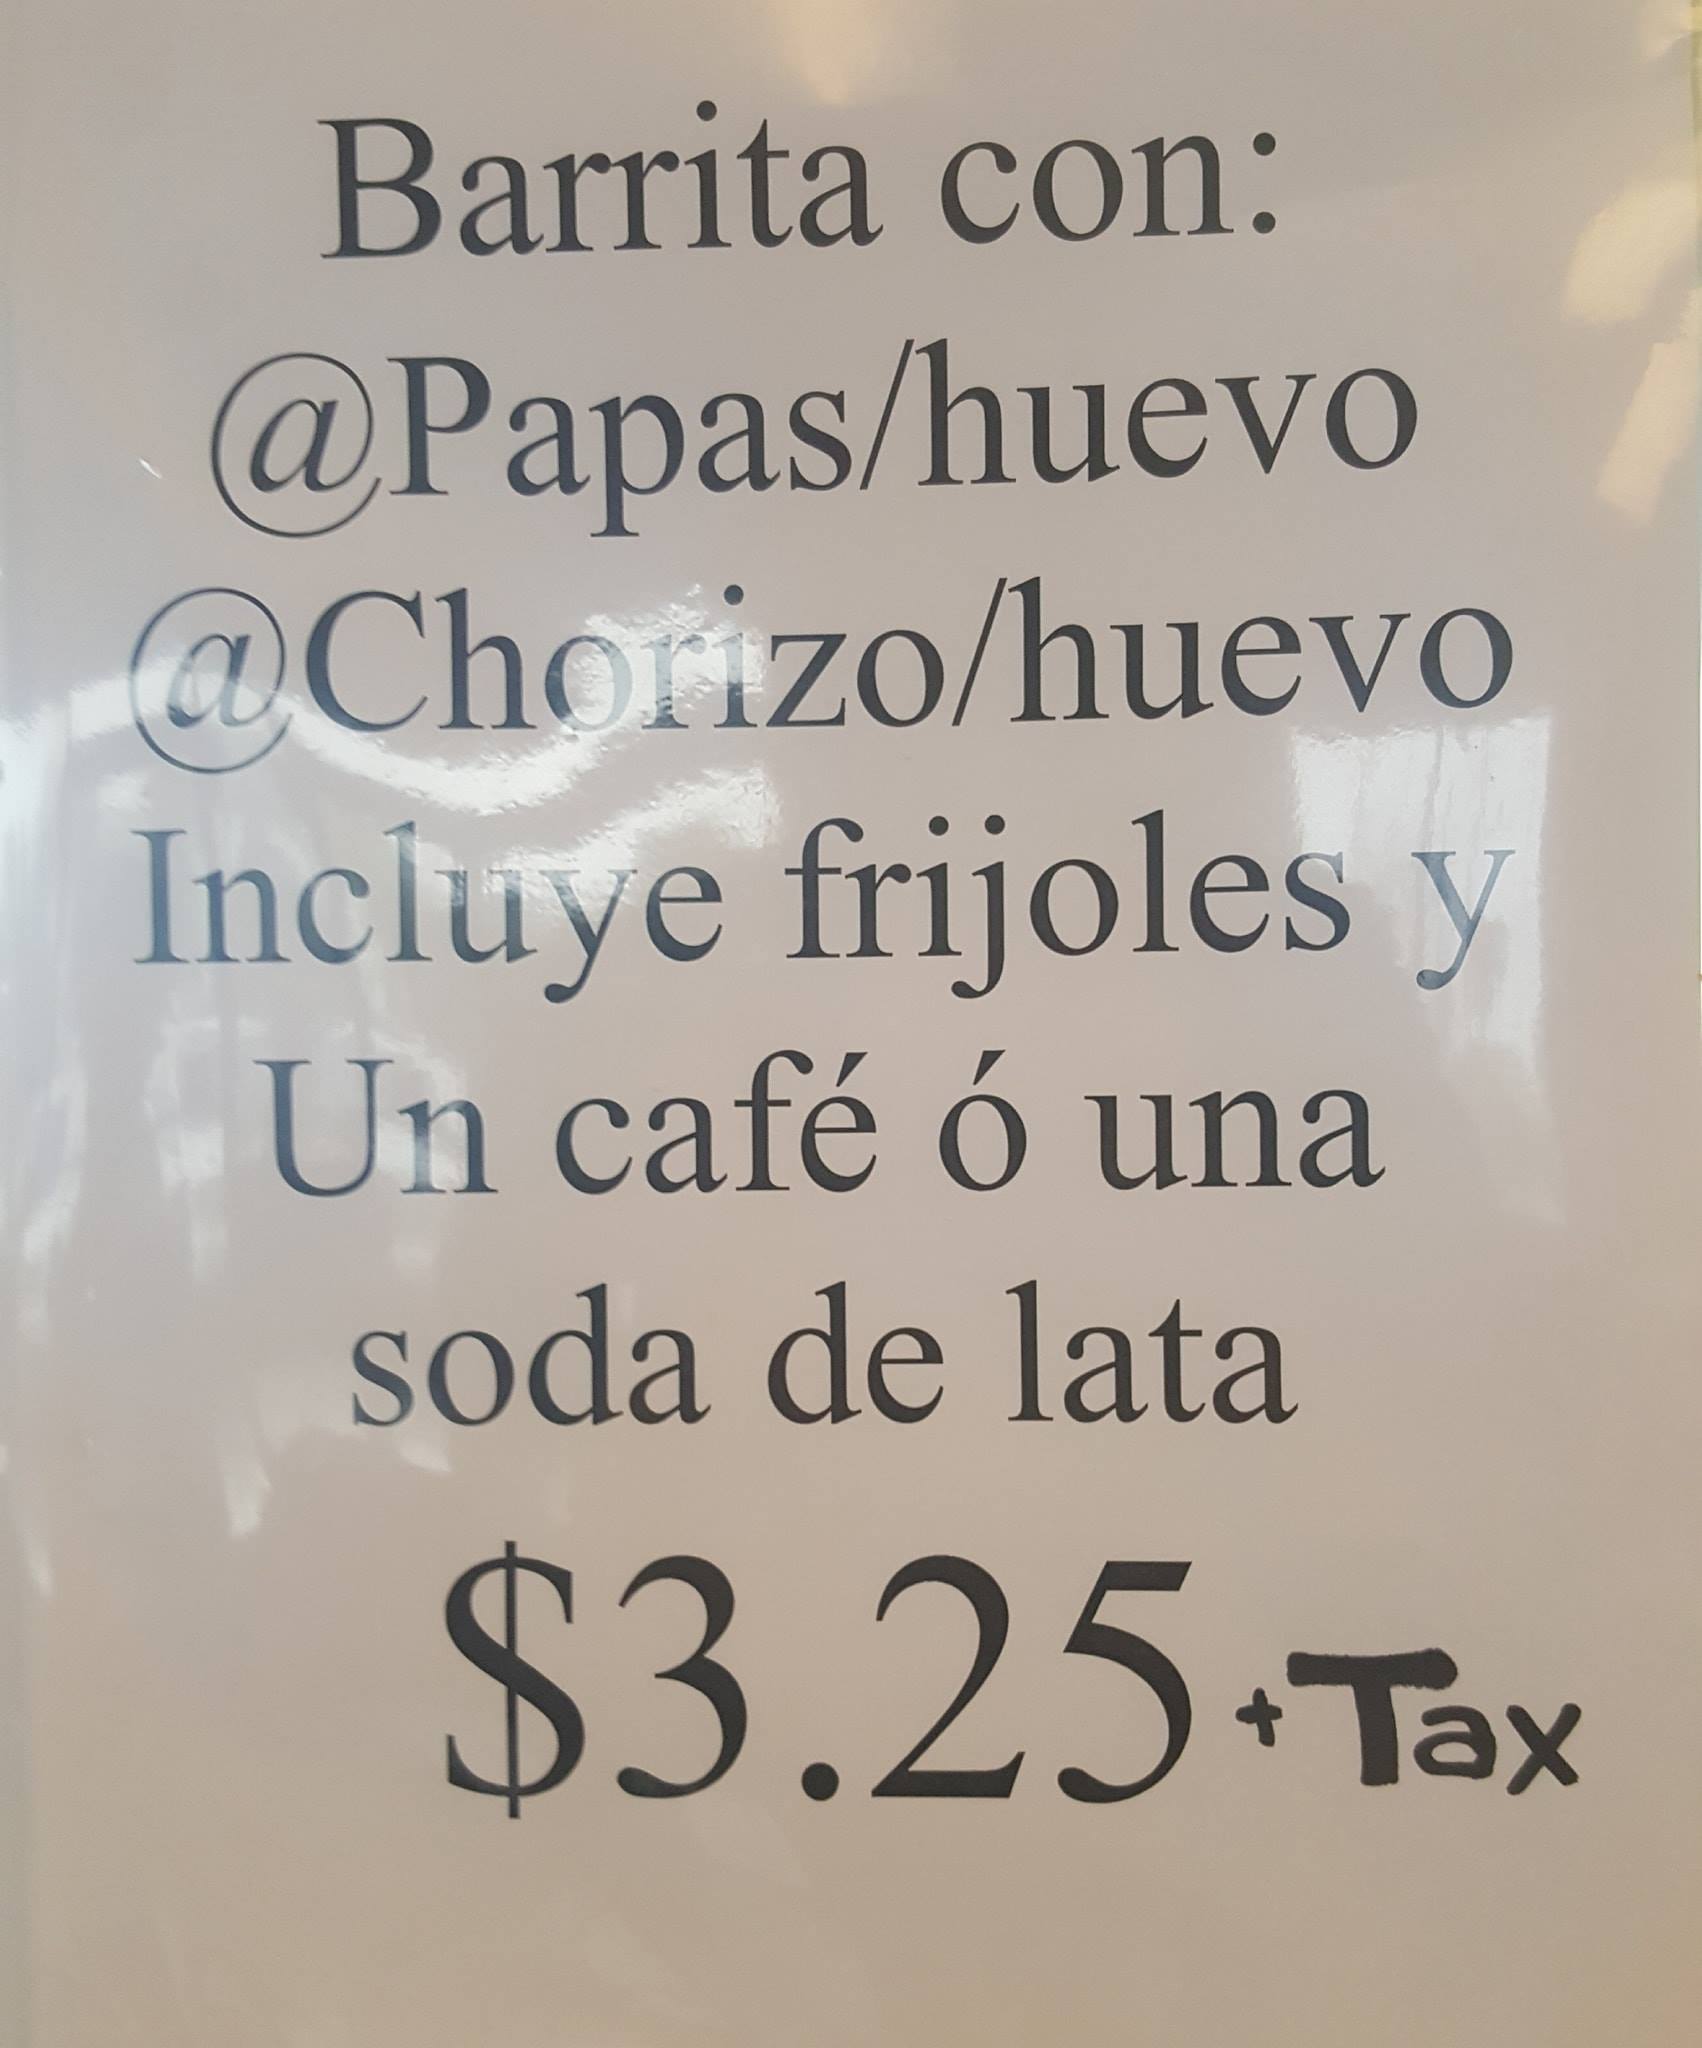 Barrita con:
@Papas/huevo
@Chorizo/huevo
Incluye frijoles y
Un café ó una
soda de lata
$3.25 + Tax